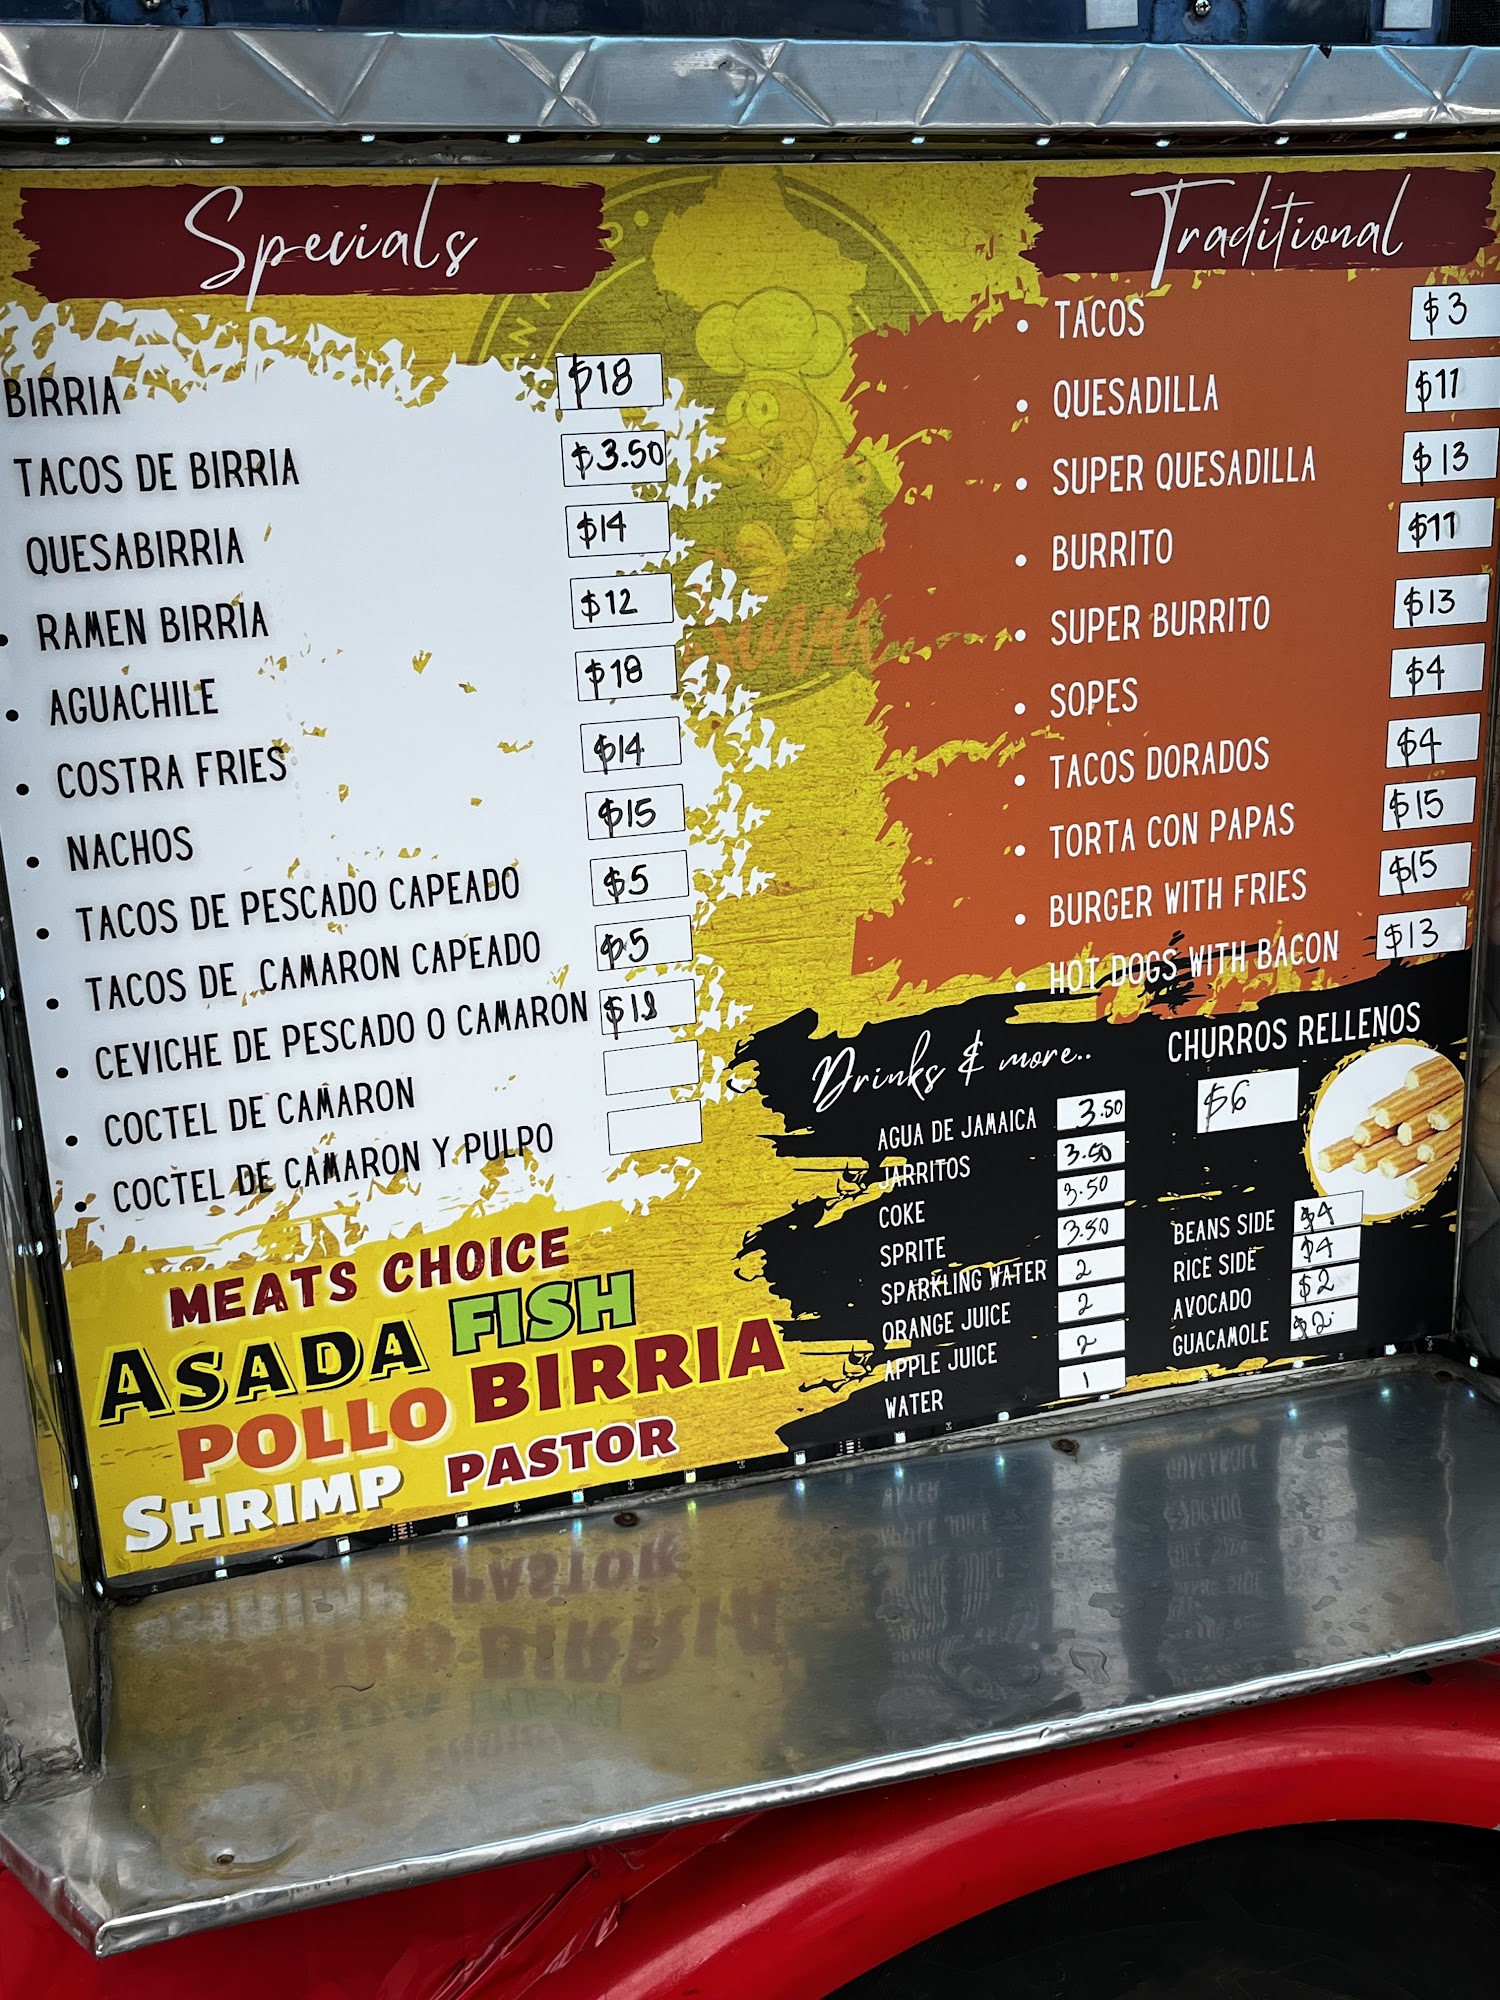 Specials
BIRRIA $18
TACOS DE BIRRIA $3.50
QUESABIRRIA $14
• RAMEN BIRRIA $12
• AGUACHILE $18
• COSTRA FRIES $14
• NACHOS $15
• TACOS DE PESCADO CAPEADO $5
• TACOS DE CAMARON CAPEADO $5
• CEVICHE DE PESCADO O CAMARON $18
• COCTEL DE CAMARON
• COCTEL DE CAMARON Y PULPO
MEATS CHOICE
ASADA FISH
POLLO BIRRIA
SHRIMP PASTOR
Traditional
• TACOS $3
• QUESADILLA $11
• SUPER QUESADILLA $13
• BURRITO $11
• SUPER BURRITO $13
• SOPES $4
• TACOS DORADOS $4
• TORTA CON PAPAS $15
• BURGER WITH FRIES $15
• HOT DOGS WITH BACON $13
Drinks & more..
AGUA DE JAMAICA 3.50
JARRITOS 3.50
COKE 3.50
SPRITE 3.50
SPARKLING WATER 2
ORANGE JUICE 2
APPLE JUICE 2
WATER 1
CHURROS RELLENOS
$6
BEANS SIDE $4
RICE SIDE $4
AVOCADO $2
GUACAMOLE $2